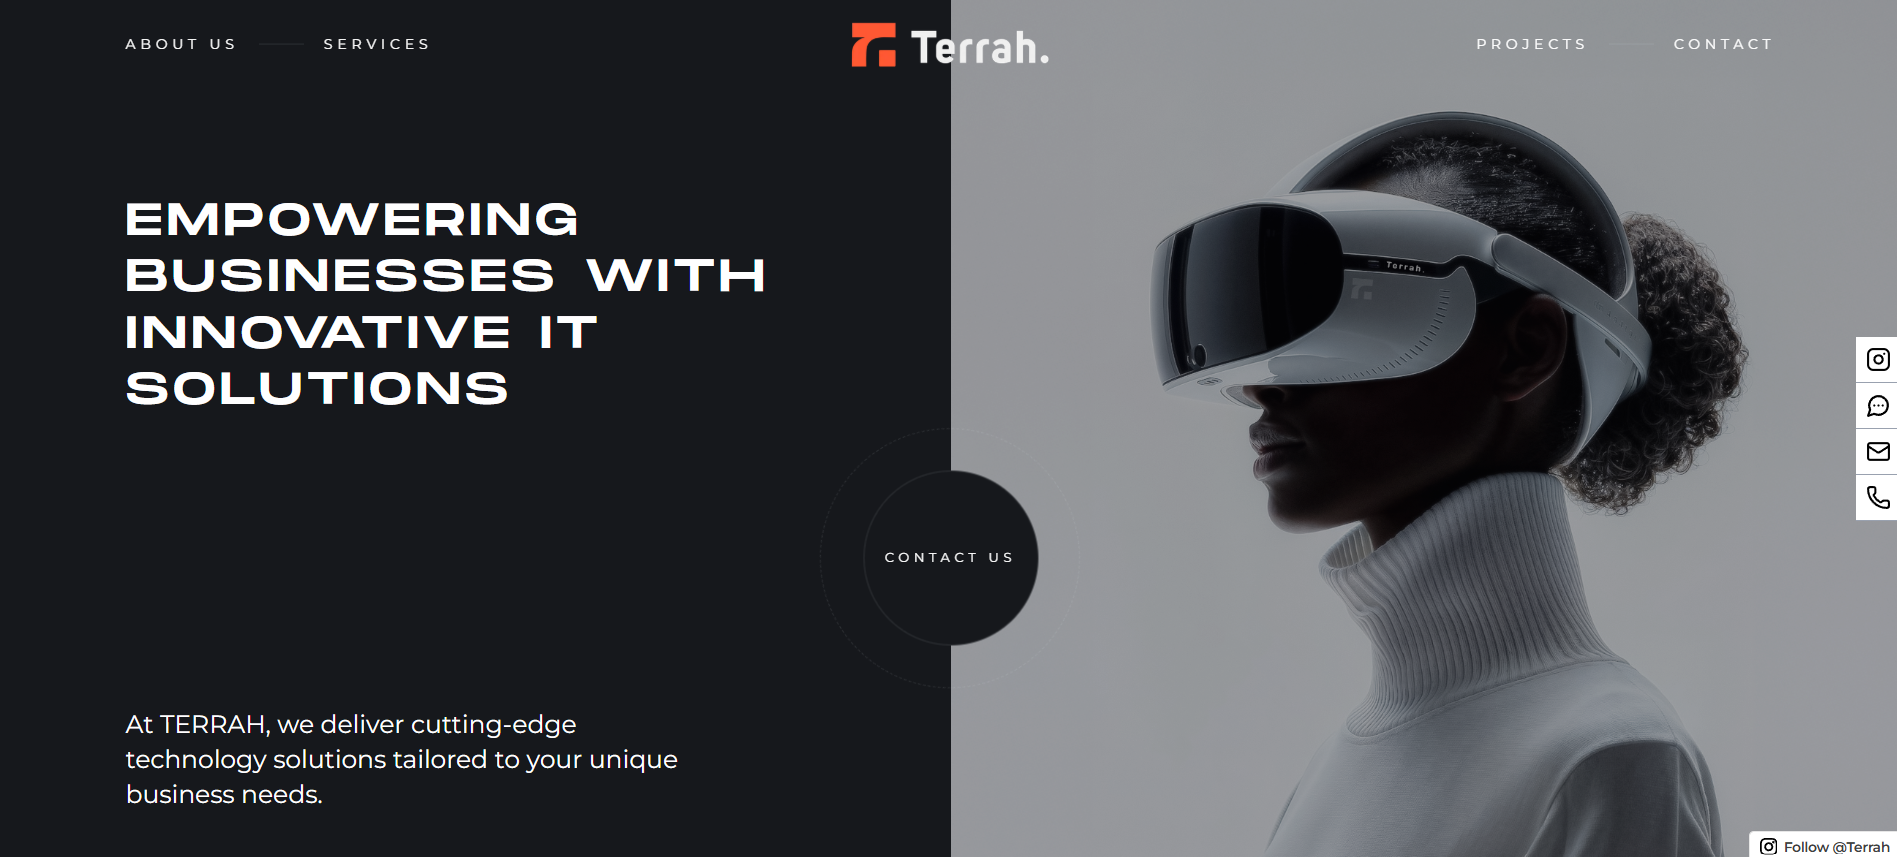 ABOUT US
SERVICES
Terrah.
PROJECTS
CONTACT
EMPOWERING
BUSINESSES WITH
INNOVATIVE IT
SOLUTIONS
Terrah.
CONTACT US
At TERRAH, we deliver cutting-edge
technology solutions tailored to your unique
business needs.
Follow @Terrah